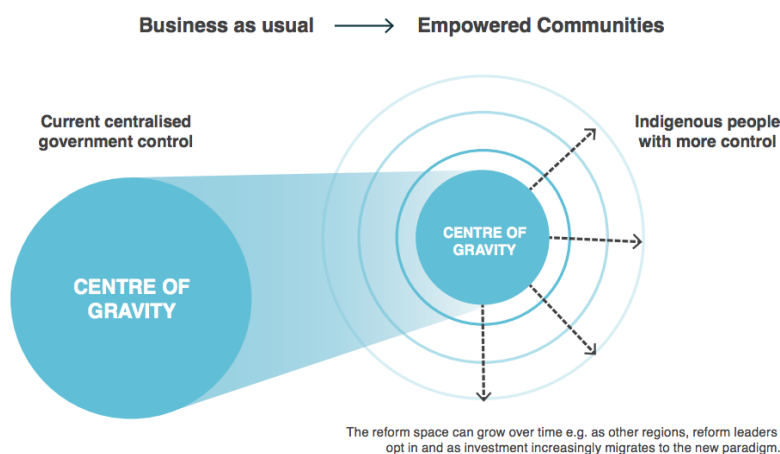 Business as usual → Empowered Communities
Current centralised
government control
Indigenous people
with more control
CENTRE OF
GRAVITY
CENTRE OF
GRAVITY
The reform space can grow over time e.g. as other regions, reform leaders
opt in and as investment increasingly migrates to the new paradigm.